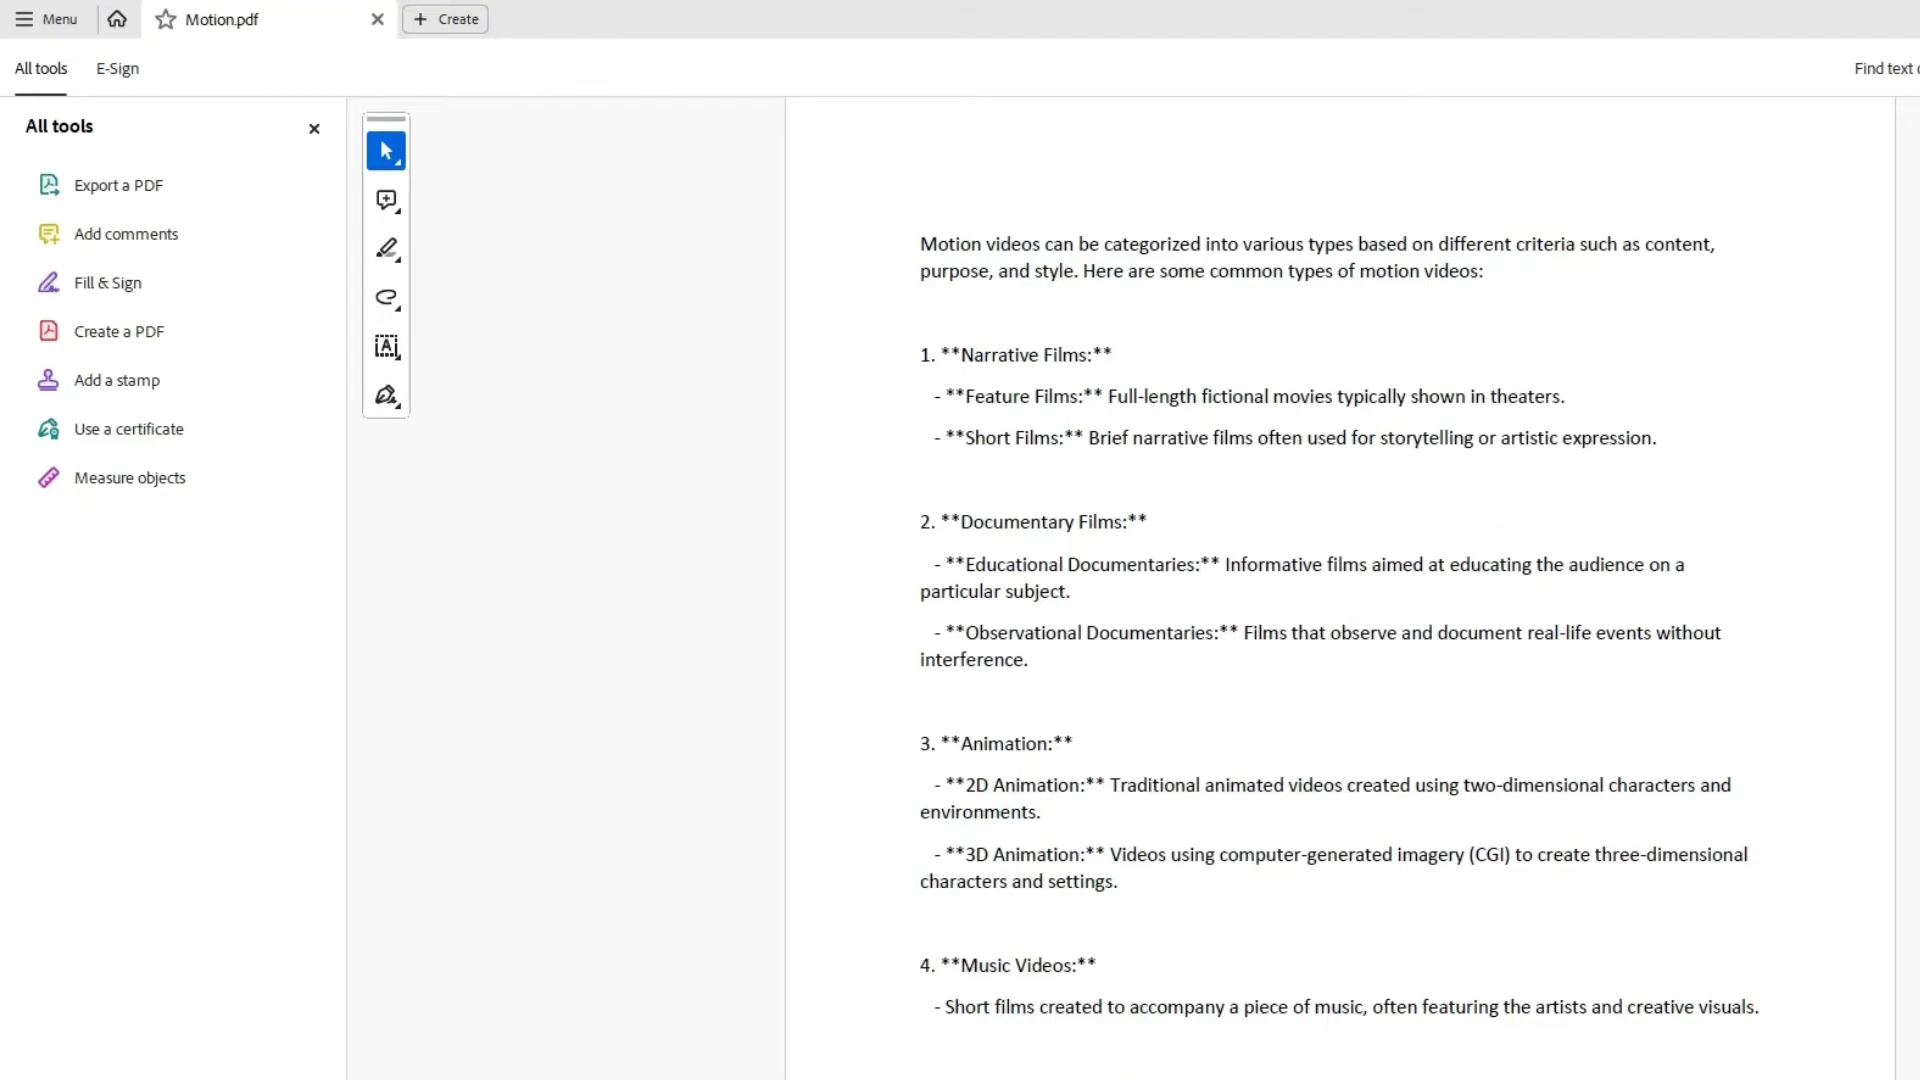 Menu
Motion.pdf
Create
All tools
E-Sign
Find text
All tools
Export a PDF
Add comments
Fill & Sign
Create a PDF
Add a stamp
Use a certificate
Measure objects
Motion videos can be categorized into various types based on different criteria such as content,
purpose, and style. Here are some common types of motion videos:
1. **Narrative Films:**
- **Feature Films:** Full-length fictional movies typically shown in theaters.
- **Short Films:** Brief narrative films often used for storytelling or artistic expression.
2. **Documentary Films:**
- **Educational Documentaries:** Informative films aimed at educating the audience on a
particular subject.
- **Observational Documentaries:** Films that observe and document real-life events without
interference.
3. **Animation:**
- **2D Animation:** Traditional animated videos created using two-dimensional characters and
environments.
- **3D Animation:** Videos using computer-generated imagery (CGI) to create three-dimensional
characters and settings.
4. **Music Videos:**
- Short films created to accompany a piece of music, often featuring the artists and creative visuals.